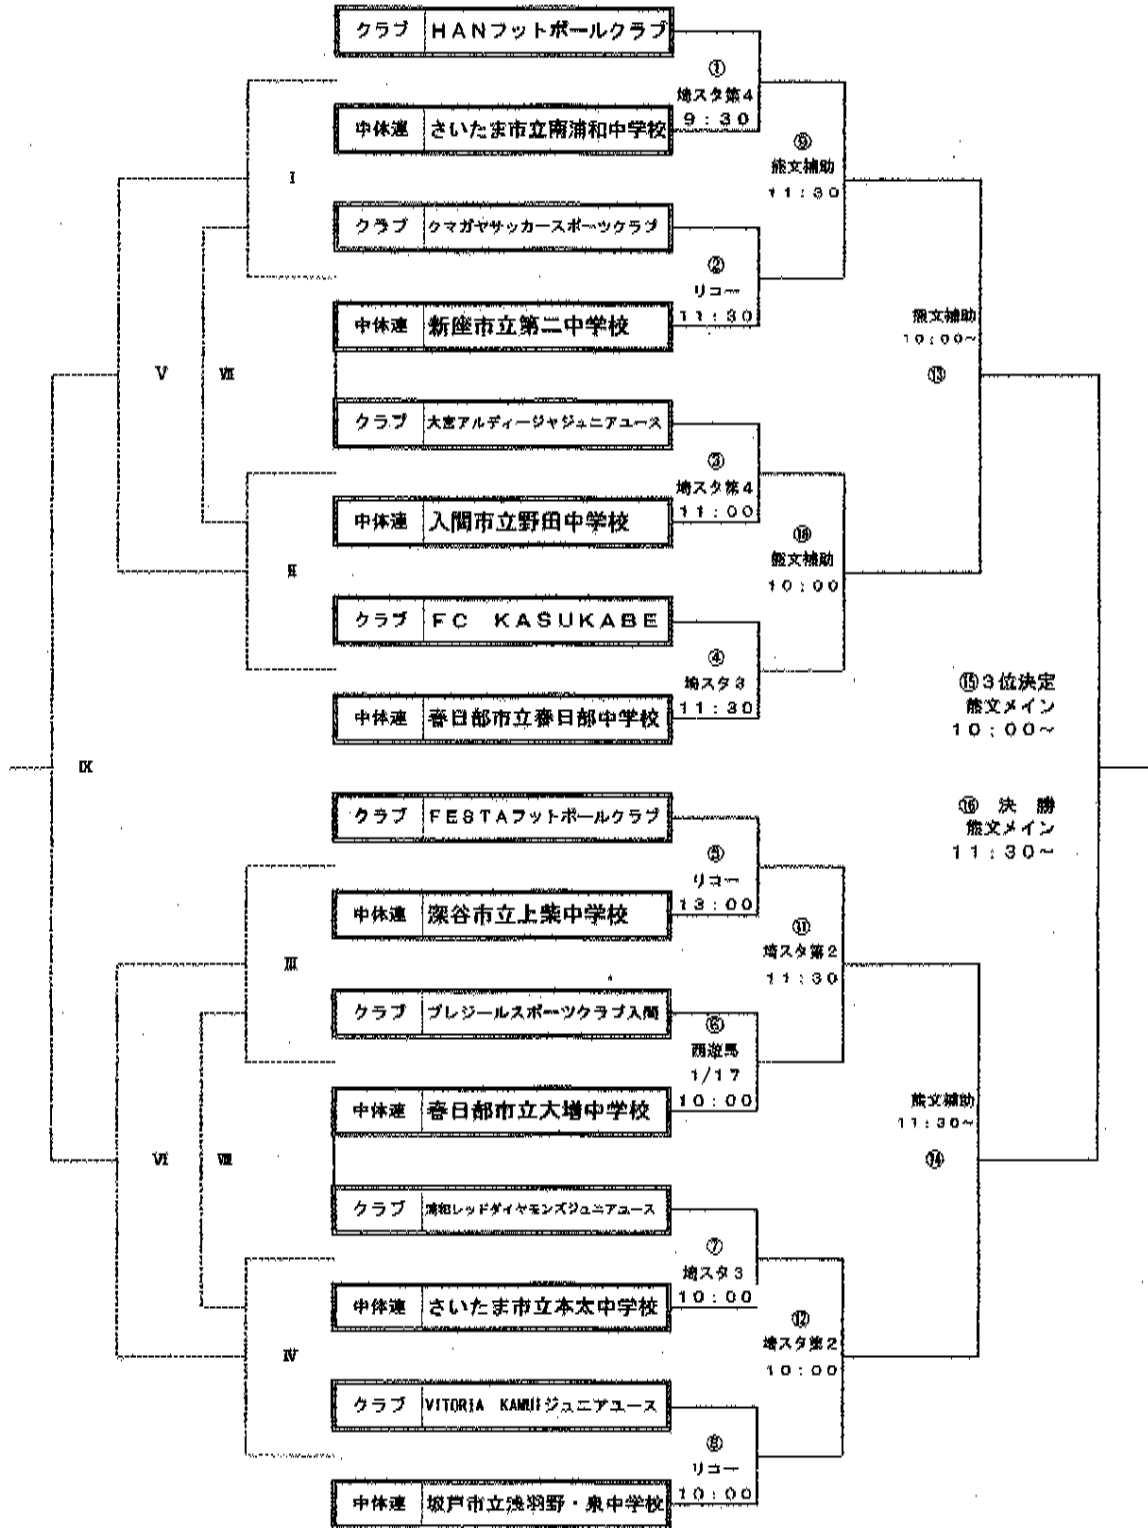 クラブ HANフットボールクラブ
①
埼スタ第4
9:30
中体連 さいたま市立南浦和中学校
⑨
熊文補助
11:30
I
クラブ クマガヤサッカースポーツクラブ
②
リコー
11:30
中体連 新座市立第二中学校
熊文補助
10:00~
⑬
V
VII
クラブ 大宮アルディージャジュニアユース
③
埼スタ第4
11:00
中体連 入間市立野田中学校
⑩
熊文補助
10:00
II
クラブ FC KASUKABE
④
埼スタ3
11:30
中体連 春日部市立春日部中学校
⑮3位決定
熊文メイン
10:00~
IX
クラブ FESTAフットボールクラブ
⑯ 決 勝
熊文メイン
11:30~
⑤
リコー
13:00
中体連 深谷市立上柴中学校
⑪
埼スタ第2
11:30
III
クラブ プレジールスポーツクラブ入間
⑥
西遊馬
1/17
10:00
中体連 春日部市立大増中学校
熊文補助
11:30~
⑭
VI
VIII
クラブ 浦和レッドダイヤモンズジュニアユース
⑦
埼スタ3
10:00
中体連 さいたま市立本太中学校
⑫
埼スタ第2
10:00
IV
クラブ VITORIA KAMUIジュニアユース
⑧
リコー
10:00
中体連 坂戸市立浅羽野・泉中学校